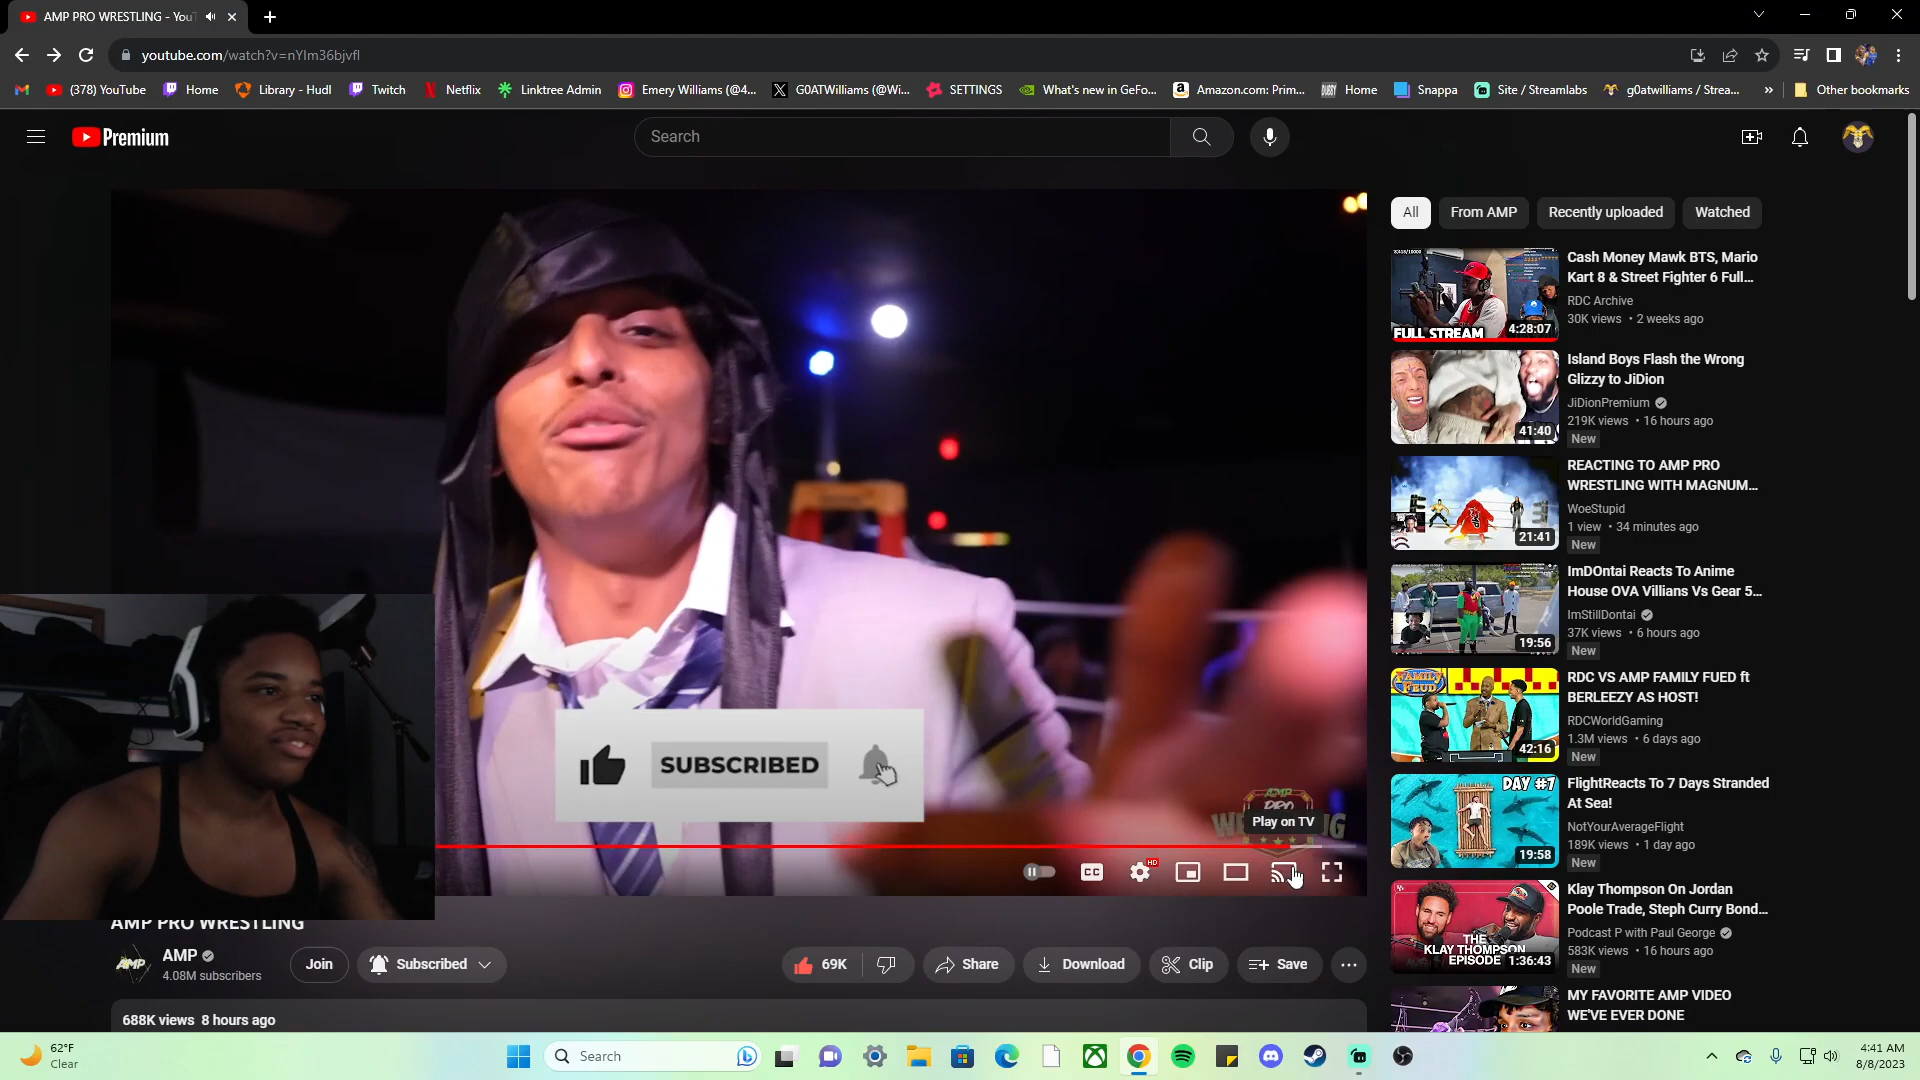 AMP PRO WRESTLING - You
youtube.com/watch?v=nYlm36bjvfI
(378) YouTube
Home
Library - Hudl
Twitch
Netflix
Linktree Admin
Emery Williams (@4...
G0ATWilliams (@Wi...
SETTINGS
What's new in GeFo...
Amazon.com: Prim...
Home
Snappa
Site / Streamlabs
g0atwilliams / Strea...
Other bookmarks
Premium
Search
All
From AMP
Recently uploaded
Watched
FULL STREAM
4:28:07
Cash Money Mawk BTS, Mario
Kart 8 & Street Fighter 6 Full...
RDC Archive
30K views • 2 weeks ago
41:40
Island Boys Flash the Wrong
Glizzy to JiDion
JiDionPremium
219K views • 16 hours ago
New
21:41
REACTING TO AMP PRO
WRESTLING WITH MAGNUM...
WoeStupid
1 view • 34 minutes ago
New
19:56
ImDOntai Reacts To Anime
House OVA Villians Vs Gear 5...
ImStillDontai
37K views • 6 hours ago
New
FAMILY
FEUD
42:16
RDC VS AMP FAMILY FUED ft
BERLEEZY AS HOST!
RDCWorldGaming
1.3M views • 6 days ago
New
DAY #7
19:58
FlightReacts To 7 Days Stranded
At Sea!
NotYourAverageFlight
189K views • 1 day ago
New
THE
KLAY THOMPSON
EPISODE
1:36:43
Klay Thompson On Jordan
Poole Trade, Steph Curry Bond...
Podcast P with Paul George
583K views • 16 hours ago
New
MY FAVORITE AMP VIDEO
WE'VE EVER DONE
SUBSCRIBED
AMP
PRO
Play on TV
CC
HD
AMP PRO WRESTLING
AMP
AMP
4.08M subscribers
Join
Subscribed
69K
Share
Download
Clip
Save
688K views 8 hours ago
62°F
Clear
Search
4:41 AM
8/8/2023